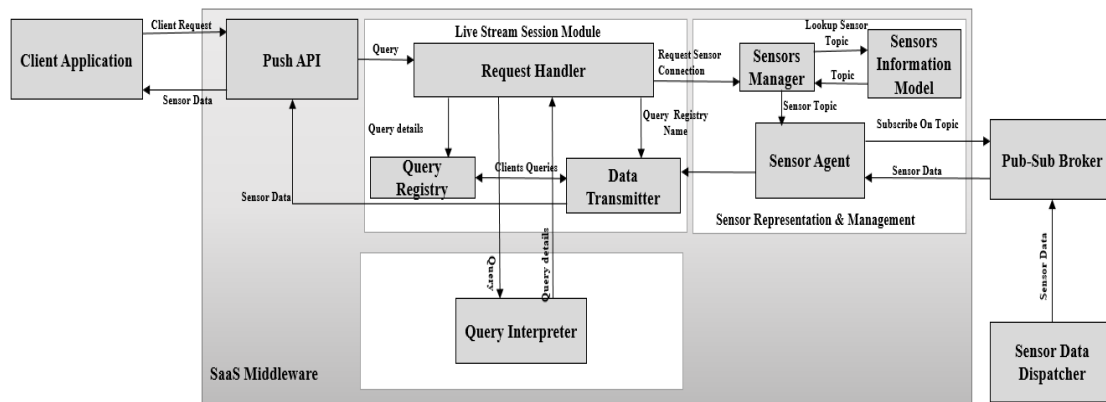 Client Request
Client Application
Sensor Data
Push API
Query
Live Stream Session Module
Request Handler
Request Sensor
Connection
Query details
Query Registry
Name
Query
Registry
Clients Queries
Data
Transmitter
Sensor Data
Lookup Sensor
Topic
Sensors
Manager
Sensors
Information
Model
Topic
Sensor Topic
Sensor Agent
Subscribe On Topic
Sensor Data
Pub-Sub Broker
Sensor Representation & Management
Query
Query details
Query Interpreter
SaaS Middleware
Sensor Data
Sensor Data
Dispatcher